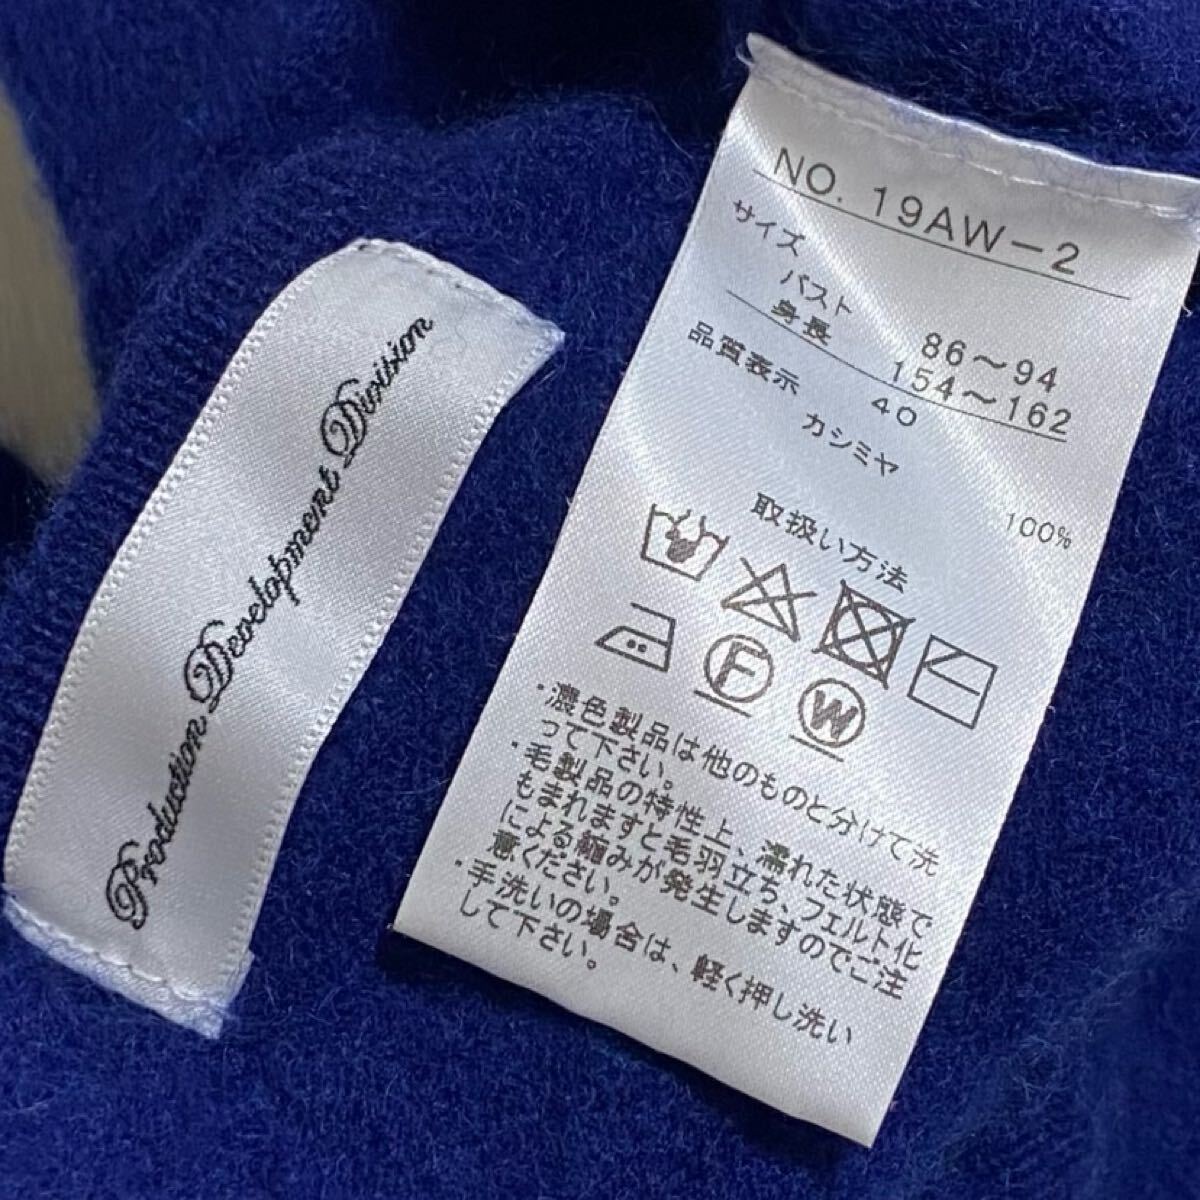 Production Development Division
NO. 19AW-2
サイズ
バスト 86〜94
身長 154〜162
40
品質表示
カシミヤ 100%
取扱い方法
F
W
・濃色製品は他のものと分けて洗
って下さい。
・毛製品の特性上、濡れた状態で
もまれますと毛羽立ち、フェルト化
による縮みが発生しますのでご注
意ください。
・手洗いの場合は、軽く押し洗い
して下さい。